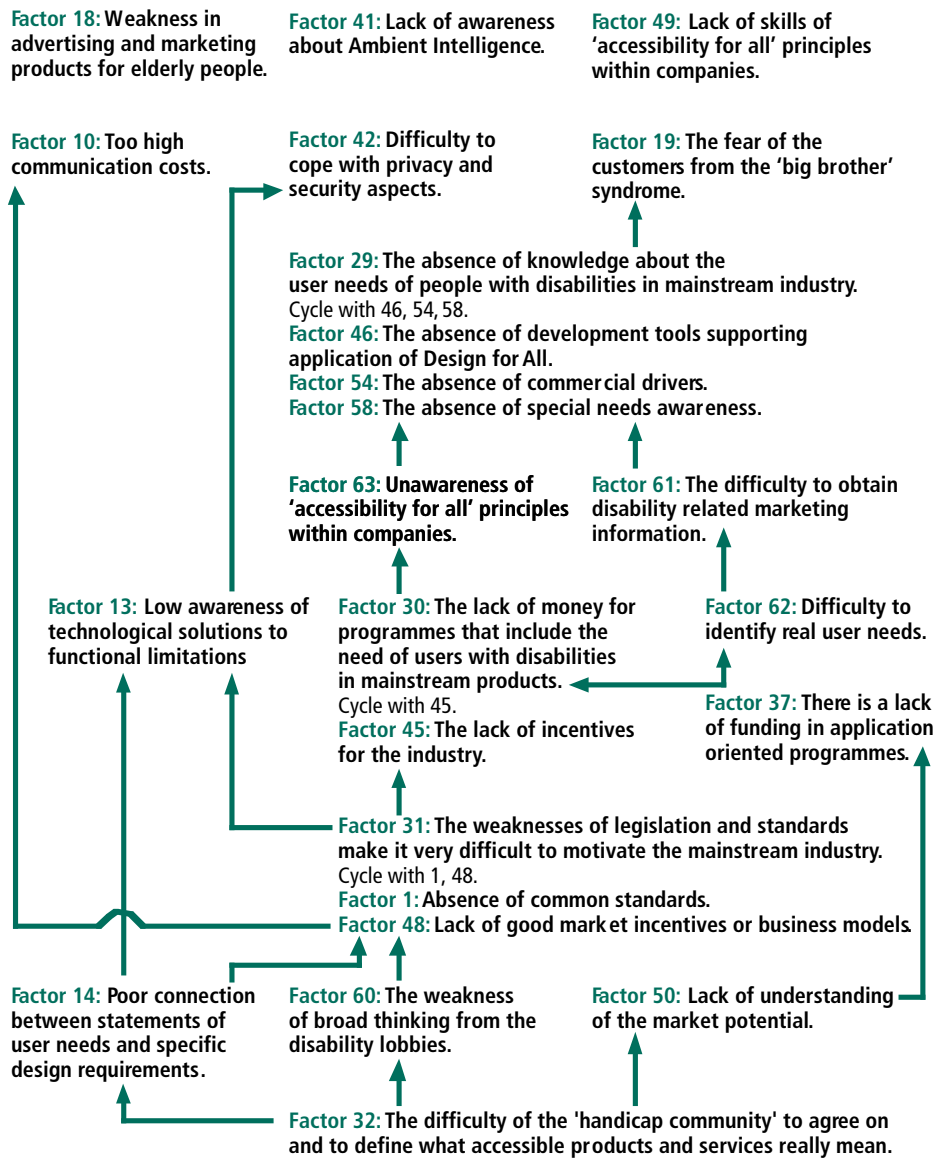 Factor 18: Weakness in
advertising and marketing
products for elderly people.
Factor 41: Lack of awareness
about Ambient Intelligence.
Factor 49: Lack of skills of
‘accessibility for all’ principles
within companies.
Factor 10: Too high
communication costs.
Factor 42: Difficulty to
cope with privacy and
security aspects.
Factor 19: The fear of the
customers from the ‘big brother’
syndrome.
Factor 29: The absence of knowledge about the
user needs of people with disabilities in mainstream industry.
Cycle with 46, 54, 58.
Factor 46: The absence of development tools supporting
application of Design for All.
Factor 54: The absence of commercial drivers.
Factor 58: The absence of special needs awareness.
Factor 63: Unawareness of
‘accessibility for all’ principles
within companies.
Factor 61: The difficulty to obtain
disability related marketing
information.
Factor 13: Low awareness of
technological solutions to
functional limitations
Factor 30: The lack of money for
programmes that include the
need of users with disabilities
in mainstream products.
Cycle with 45.
Factor 45: The lack of incentives
for the industry.
Factor 62: Difficulty to
identify real user needs.
Factor 37: There is a lack
of funding in application
oriented programmes.
Factor 31: The weaknesses of legislation and standards
make it very difficult to motivate the mainstream industry.
Cycle with 1, 48.
Factor 1: Absence of common standards.
Factor 48: Lack of good market incentives or business models.
Factor 14: Poor connection
between statements of
user needs and specific
design requirements.
Factor 60: The weakness
of broad thinking from the
disability lobbies.
Factor 50: Lack of understanding
of the market potential.
Factor 32: The difficulty of the 'handicap community' to agree on
and to define what accessible products and services really mean.